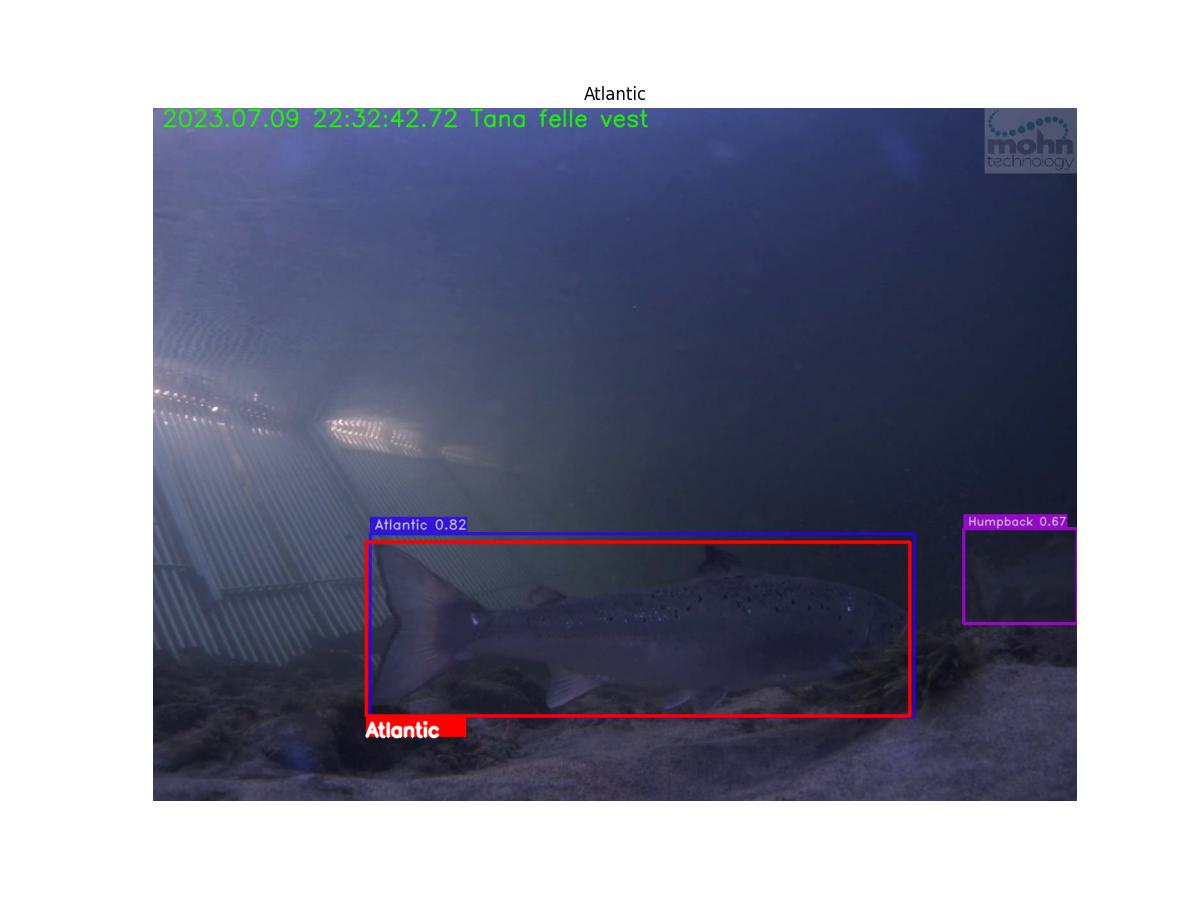 Atlantic
2023.07.09 22:32:42.72 Tana felle vest
mohn
technology
Atlantic 0.82
Humpback 0.67
Atlantic